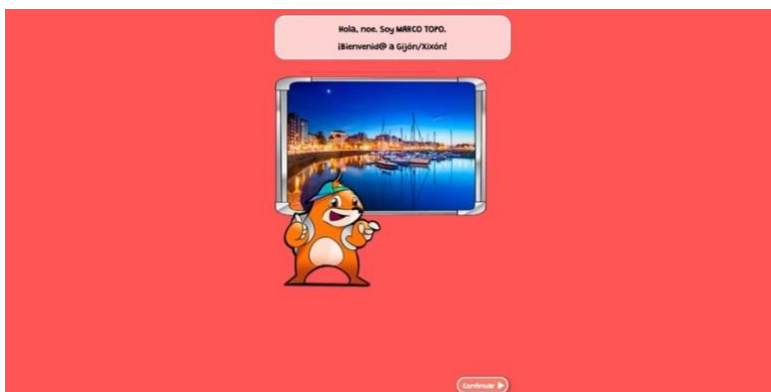 Hola, noe. Soy MARCO TOPO.
¡Bienvenid@ a Gijón/Xixón!
Continuar